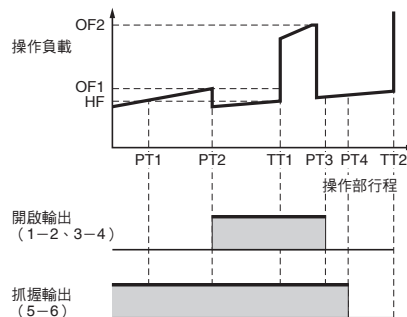 OF2
操作負載
OF1
HF
PT1 PT2 TT1 PT3 PT4 TT2
操作部行程
開啟輸出
（1−2、3−4）
抓握輸出
（5−6）